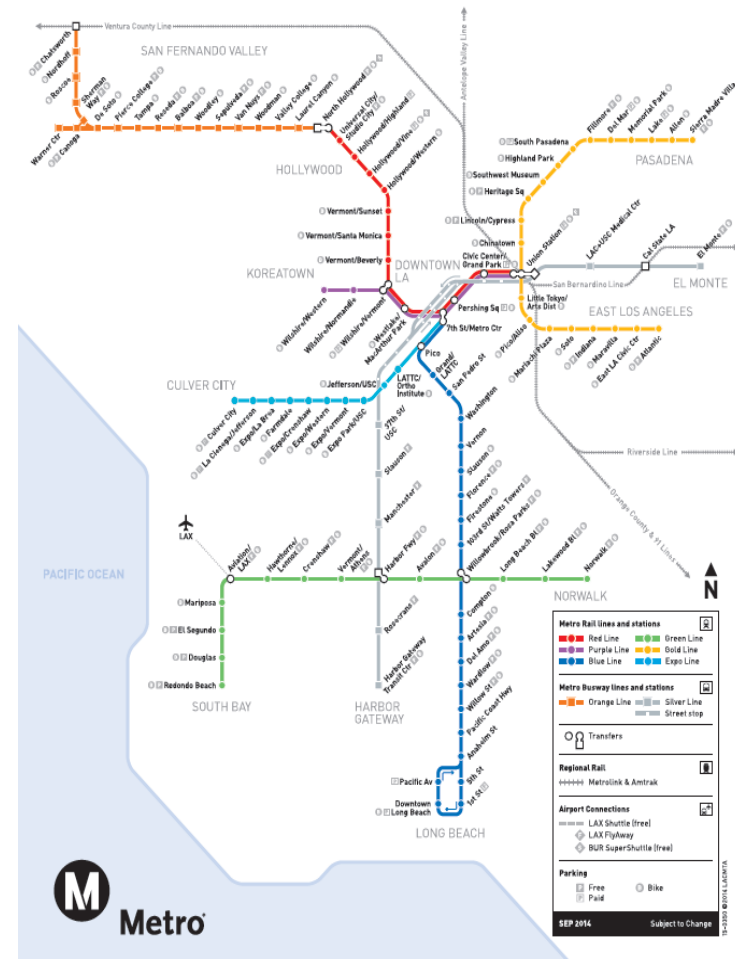 Ventura County Line
SAN FERNANDO VALLEY
Chatsworth
Nordhoff
Roscoe
Sherman
Way
Warner Ctr
Canoga
De Soto
Pierce College
Tampa
Reseda
Balboa
Woodley
Sepulveda
Van Nuys
Woodman
Valley College
Laurel Canyon
North Hollywood
Universal City/
Studio City
Hollywood/Highland
Hollywood/Vine
Hollywood/Western
HOLLYWOOD
Vermont/Sunset
Vermont/Santa Monica
Vermont/Beverly
KOREATOWN
Wilshire/Western
Wilshire/Normandie
Wilshire/Vermont
Westlake/
MacArthur Park
DOWNTOWN
LA
Civic Center/
Grand Park
Pershing Sq
7th St/Metro Ctr
Union Station
Antelope Valley Line
Chinatown
Lincoln/Cypress
Heritage Sq
Southwest Museum
Highland Park
South Pasadena
Fillmore
Del Mar
Memorial Park
Lake
Allen
Sierra Madre Villa
PASADENA
LAC+USC Medical Ctr
Cal State LA
El Monte
EL MONTE
San Bernardino Line
Little Tokyo/
Arts Dist
EAST LOS ANGELES
Pico/Aliso
Mariachi Plaza
Soto
Indiana
Maravilla
East LA Civic Ctr
Atlantic
Riverside Line
Orange County & 91 Lines
Pico
Grand/
LATTC
San Pedro St
Washington
Vernon
Slauson
Florence
Firestone
103rd St/Watts Towers
Willowbrook/Rosa Parks
CULVER CITY
Culver City
La Cienega/Jefferson
Expo/La Brea
Farmdale
Expo/Crenshaw
Expo/Western
Expo/Vermont
Expo Park/USC
Jefferson/USC
LATTC/
Ortho
Institute
37th St/
USC
Slauson
Manchester
LAX
Aviation/
LAX
Hawthorne/
Lennox
Crenshaw
Vermont/
Athens
Harbor Fwy
Avalon
Long Beach Bl
Lakewood Bl
Norwalk
NORWALK
Mariposa
El Segundo
Douglas
Redondo Beach
SOUTH BAY
Rosecrans
Harbor Gateway
Transit Ctr
HARBOR
GATEWAY
Compton
Artesia
Del Amo
Wardlow
Willow St
Pacific Coast Hwy
Anaheim St
5th St
1st St
Pacific Av
Downtown
Long Beach
LONG BEACH
PACIFIC OCEAN
N
Metro Rail lines and stations
Red Line
Green Line
Purple Line
Gold Line
Blue Line
Expo Line
Metro Busway lines and stations
Orange Line
Silver Line
Street stop
Transfers
Regional Rail
Metrolink & Amtrak
Airport Connections
LAX Shuttle (free)
LAX FlyAway
BUR SuperShuttle (free)
Parking
Free
Bike
P Paid
SEP 2014
Subject to Change
15-0350 ©2014 LACMTA
M
Metro